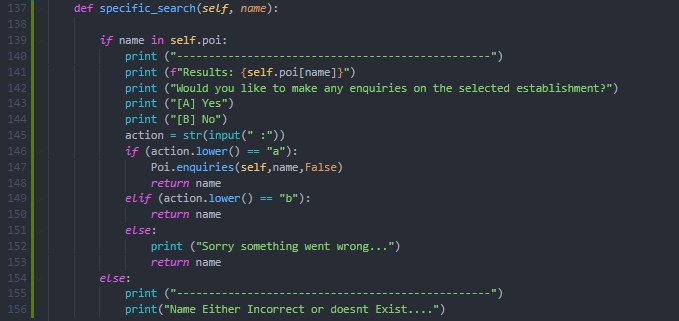 137 def specific_search(self, name):
138
139 if name in self.poi:
140 print ("------------------------------------------------")
141 print (f"Results: {self.poi[name]}")
142 print ("Would you like to make any enquiries on the selected establishment?")
143 print ("[A] Yes")
144 print ("[B] No")
145 action = str(input(" :"))
146 if (action.lower() == "a"):
147 Poi.enquiries(self,name,False)
148 return name
149 elif (action.lower() == "b"):
150 return name
151 else:
152 print ("Sorry something went wrong...")
153 return name
154 else:
155 print ("------------------------------------------------")
156 print("Name Either Incorrect or doesnt Exist....")